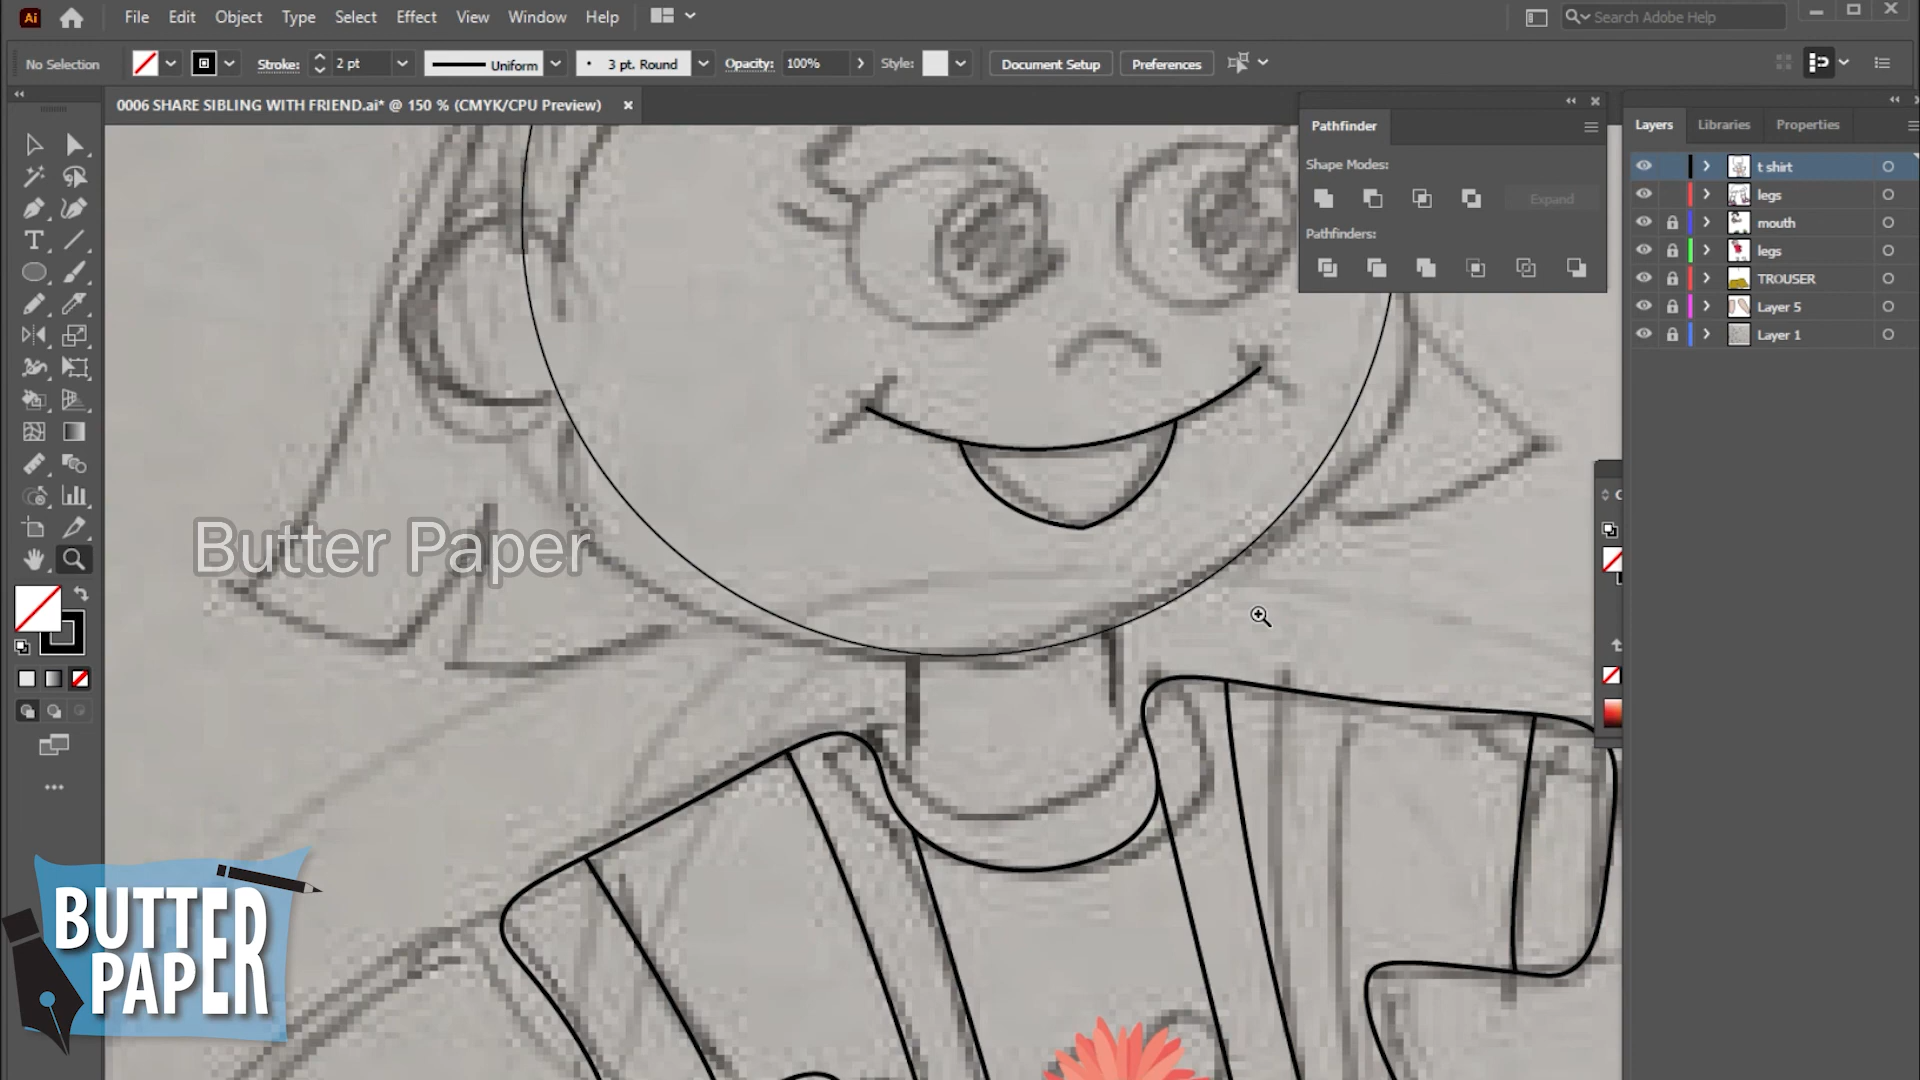 Ai File Edit Object Type Select Effect View Window Help Search Adobe Help
No Selection Stroke: 2 pt Uniform 3 pt. Round Opacity: 100% Style: Document Setup Preferences
0006 SHARE SIBLING WITH FRIEND.ai* @ 150 % (CMYK/CPU Preview)
Pathfinder
Shape Modes:
Expand
Pathfinders:
Layers Libraries Properties
t shirt
legs
mouth
legs
TROUSER
Layer 5
Layer 1
Butter Paper
BUTTER
PAPER